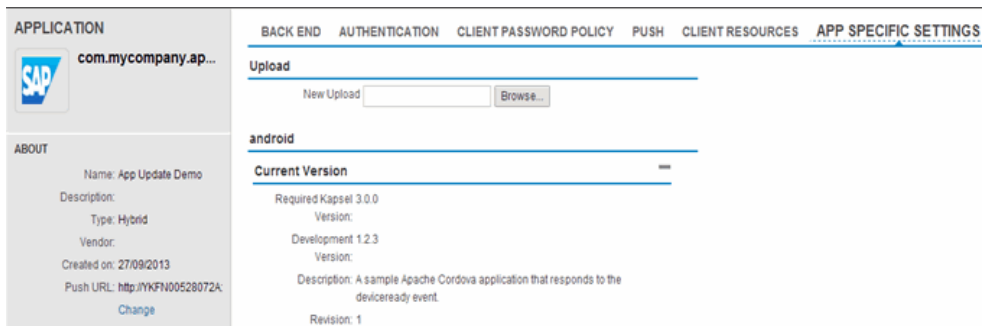 APPLICATION
SAP
com.mycompany.ap...
ABOUT
Name: App Update Demo
Description:
Type: Hybrid
Vendor:
Created on: 27/09/2013
Push URL: http://YKFN00528072A:
Change
BACK END AUTHENTICATION CLIENT PASSWORD POLICY PUSH CLIENT RESOURCES APP SPECIFIC SETTINGS
Upload
New Upload Browse...
android
Current Version
Required Kapsel 3.0.0
Version:
Development 1.2.3
Version:
Description: A sample Apache Cordova application that responds to the
deviceready event.
Revision: 1